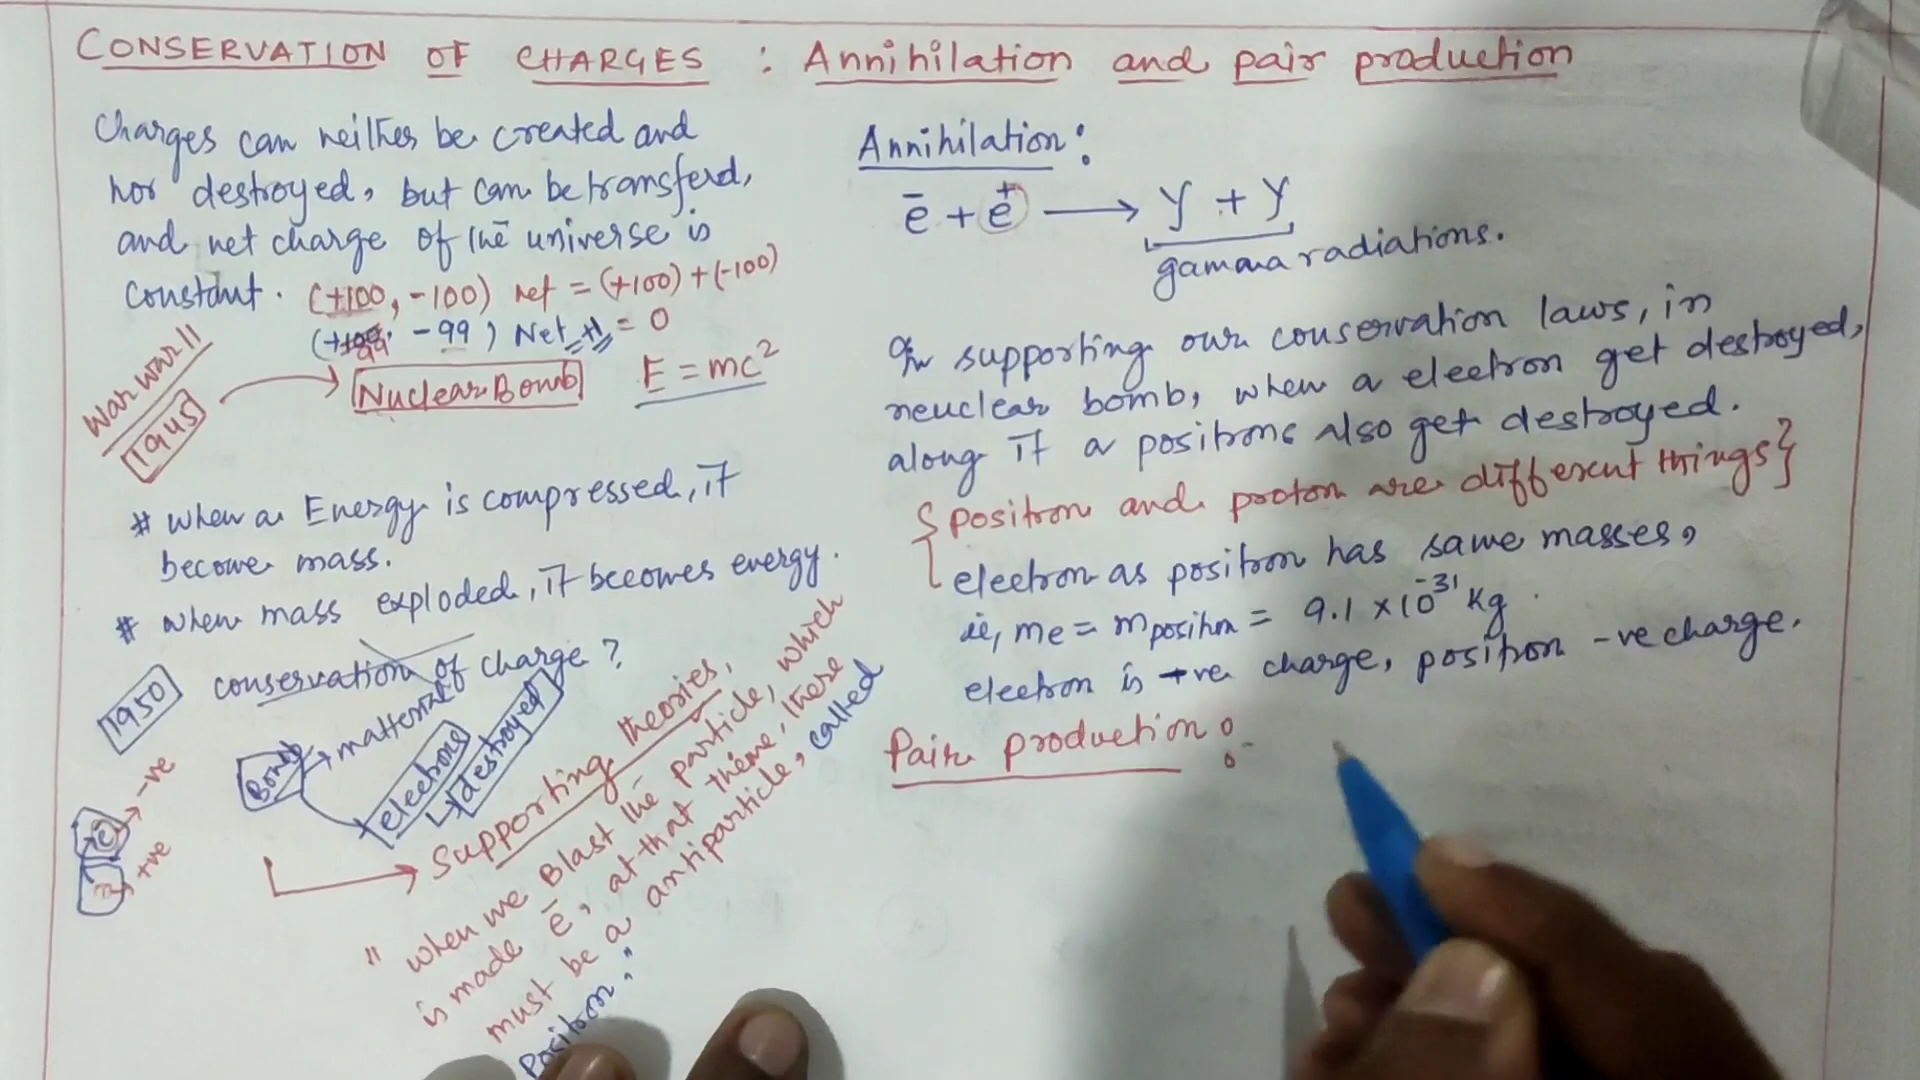 CONSERVATION OF CHARGES : Annihilation and pair production
Charges can neither be created and
nor destroyed, but can be transferd,
and net charge of the universe is
constant. (+100, -100) net = (+100) + (-100)
(+99, -99) Net +1 = 0
War war II
1945
Nuclear Bomb
E = mc²
# when a Energy is compressed, it
become mass.
# when mass exploded, it becomes energy.
1950
conservation of charge?
Bomb
material
electrons
destroyed
e
-ve
+ve
Supporting theories,
" when we Blast the particle, which
is made ē, at that theme, there
must be a antiparticle, called
Positron."
Annihilation:
ē + e⁺ → γ + γ
gamma radiations.
In supporting our conservation laws, in
neuclear bomb, when a electron get destroyed,
along it a positrons also get destroyed.
{positron and proton are different things}
electron as positron has same masses,
ie, me = mpositron = 9.1 × 10⁻³¹ Kg.
electron is +ve charge, position -ve charge.
Pair production: